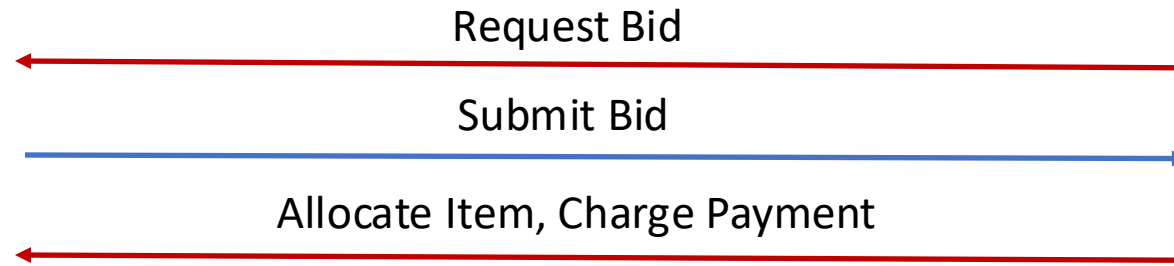 Request Bid
Submit Bid
Allocate Item, Charge Payment